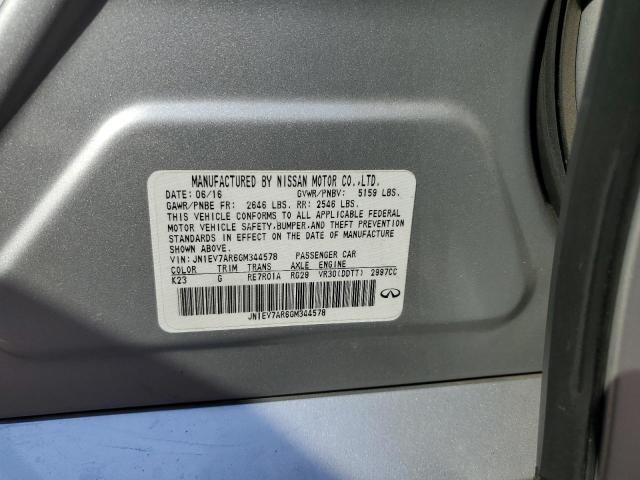 MANUFACTURED BY NISSAN MOTOR CO.,LTD.
DATE: 06/16 GVWR/PNBV: 5159 LBS.
GAWR/PNBE FR: 2646 LBS. RR: 2546 LBS.
THIS VEHICLE CONFORMS TO ALL APPLICABLE FEDERAL
MOTOR VEHICLE SAFETY,BUMPER,AND THEFT PREVENTION
STANDARDS IN EFFECT ON THE DATE OF MANUFACTURE
SHOWN ABOVE.
VIN: JN1EV7AR6GM344578 PASSENGER CAR
COLOR TRIM TRANS AXLE ENGINE
K23 G RE7R01A RG29 VR30(DDTT) 2997CC
JN1EV7AR6GM344578